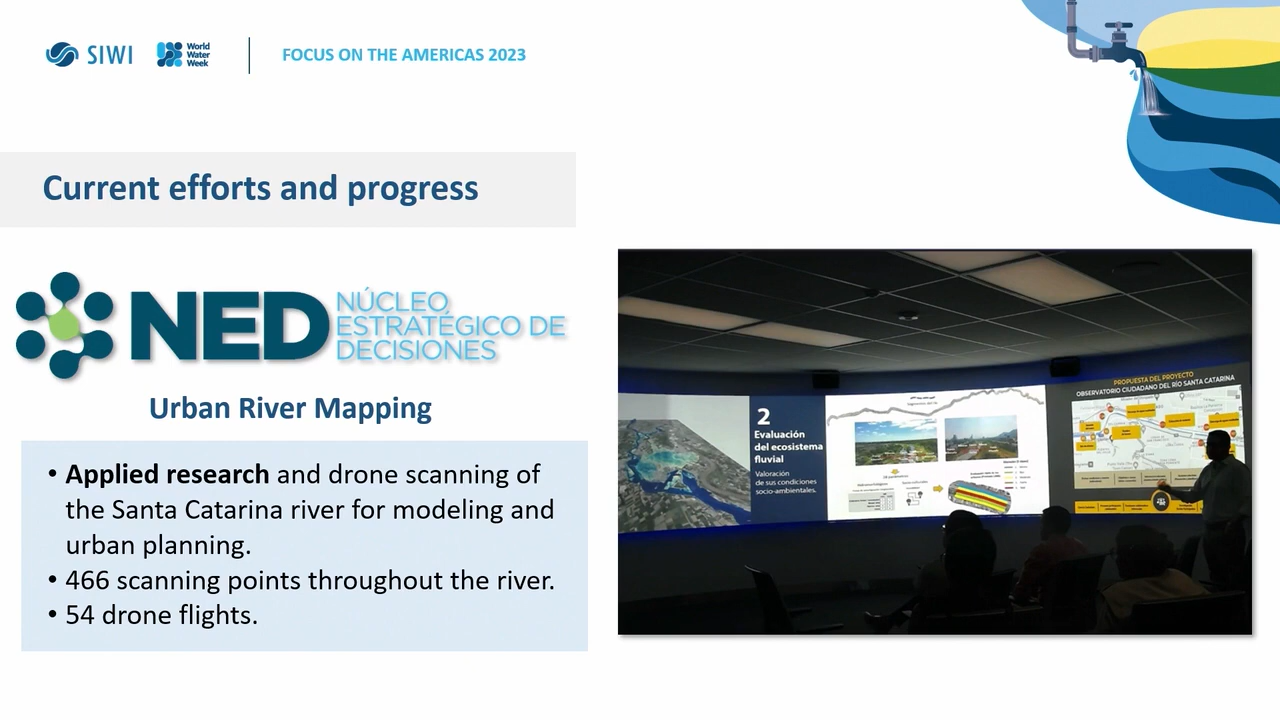 SIWI
World
Water
Week
FOCUS ON THE AMERICAS 2023
Current efforts and progress
NED
NÚCLEO
ESTRATÉGICO DE
DECISIONES
Urban River Mapping
• Applied research and drone scanning of
the Santa Catarina river for modeling and
urban planning.
• 466 scanning points throughout the river.
• 54 drone flights.
2
Evaluación
del ecosistema
fluvial
Valoración
de sus condiciones
socio-ambientales.
PROPUESTA DEL PROYECTO
OBSERVATORIO CIUDADANO DEL RÍO SANTA CATARINA